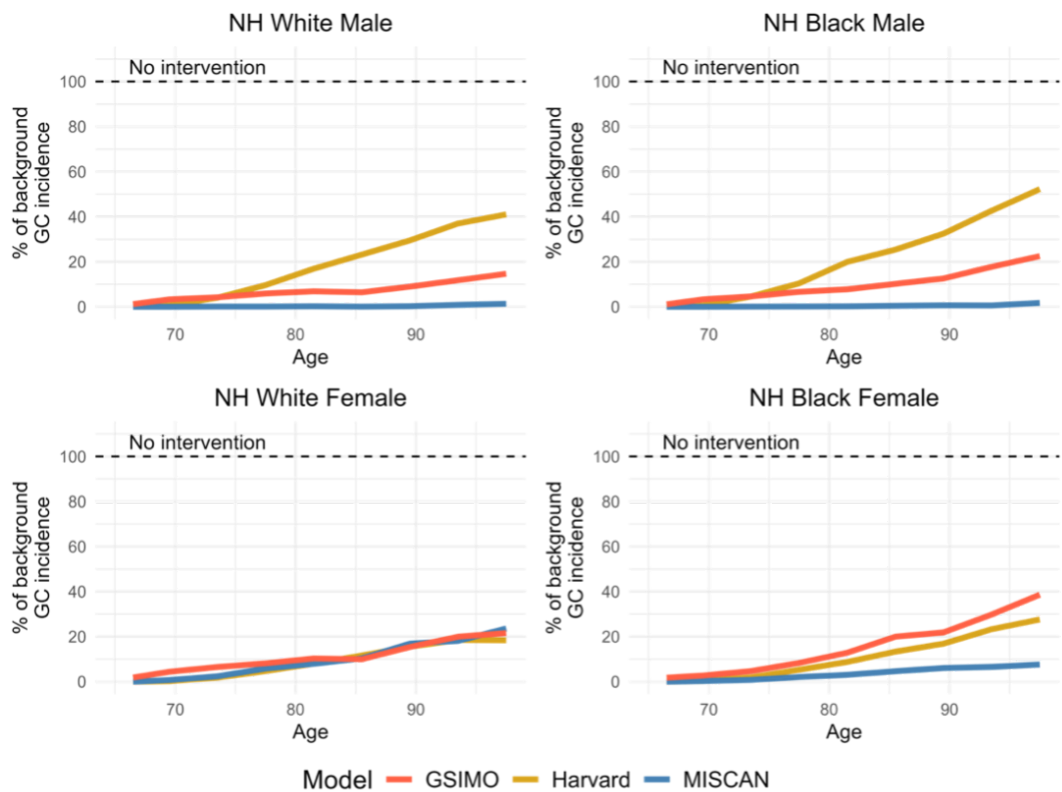 NH White Male
No intervention
100
80
60
40
20
0
% of background
GC incidence
70 80 90
Age
NH Black Male
No intervention
100
80
60
40
20
0
% of background
GC incidence
70 80 90
Age
NH White Female
No intervention
100
80
60
40
20
0
% of background
GC incidence
70 80 90
Age
NH Black Female
No intervention
100
80
60
40
20
0
% of background
GC incidence
70 80 90
Age
Model GSIMO Harvard MISCAN